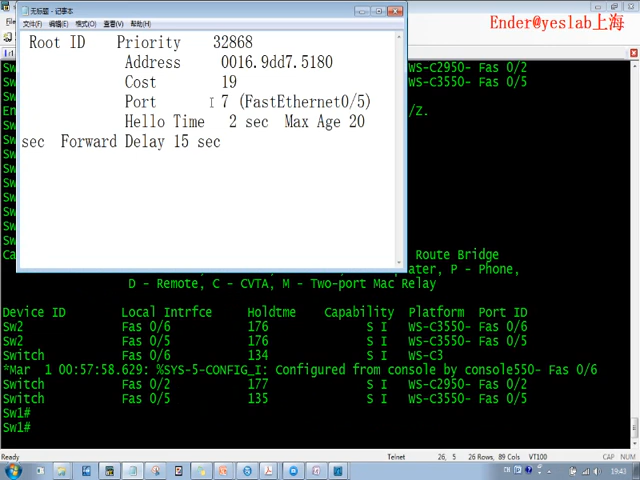 无标题 - 记事本
Ender@yeslab上海
文件(F) 编辑(E) 格式(O) 查看(V) 帮助(H)
Root ID Priority 32868
Address 0016.9dd7.5180
Cost 19
Port 7 (FastEthernet0/5)
Hello Time 2 sec Max Age 20
sec Forward Delay 15 sec
WS-C2950- Fas 0/2
WS-C3550- Fas 0/5
/Z.
Route Bridge
ater, P - Phone,
D - Remote, C - CVTA, M - Two-port Mac Relay
Device ID Local Intrfce Holdtme Capability Platform Port ID
Sw2 Fas 0/6 176 S I WS-C3550- Fas 0/6
Sw2 Fas 0/5 176 S I WS-C3550- Fas 0/5
Switch Fas 0/6 134 S I WS-C3
*Mar 1 00:57:58.629: %SYS-5-CONFIG_I: Configured from console by console550- Fas 0/6
Switch Fas 0/2 177 S I WS-C2950- Fas 0/2
Switch Fas 0/5 135 S I WS-C3550- Fas 0/5
Sw1#
Sw1#
Ready Telnet 26, 5 26 Rows, 89 Cols VT100 CAP NUM
19:43